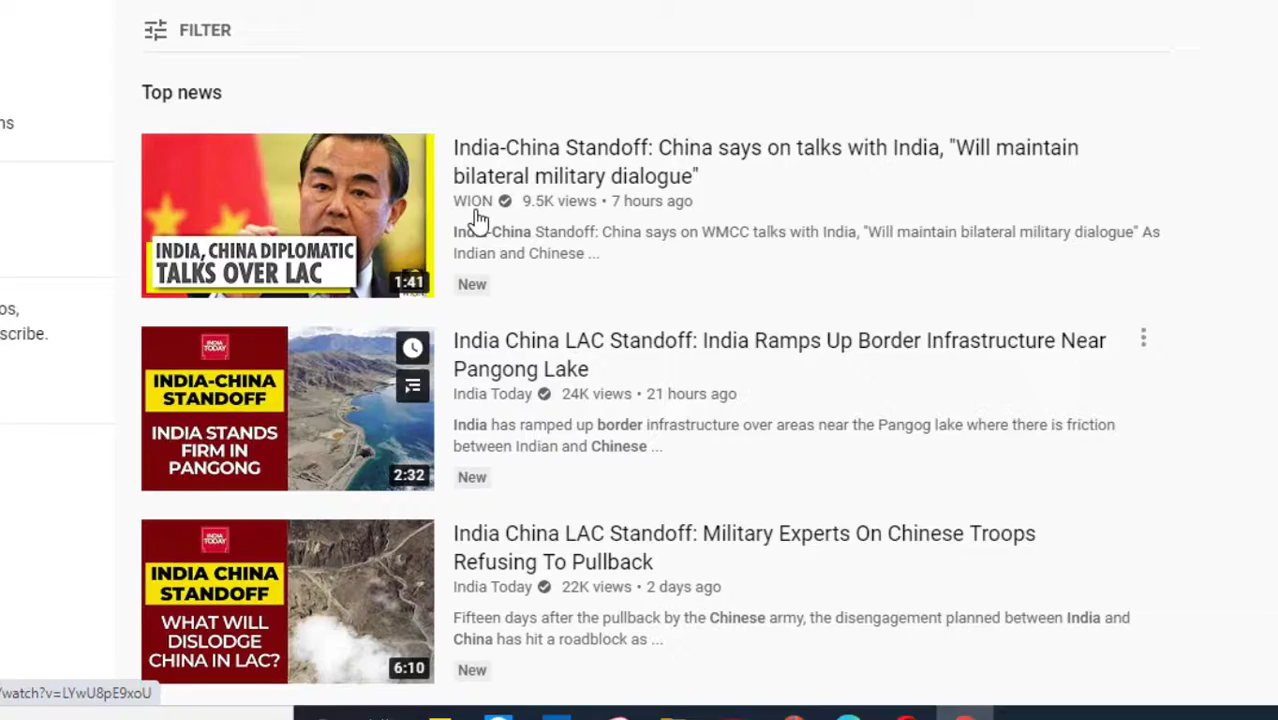 FILTER
Top news
ns
os,
scribe.
INDIA, CHINA DIPLOMATIC
TALKS OVER LAC
1:41
India-China Standoff: China says on talks with India, "Will maintain
bilateral military dialogue"
WION 9.5K views • 7 hours ago
China Standoff: China says on WMCC talks with India, "Will maintain bilateral military dialogue" As
Indian and Chinese ...
New
INDIA
TODAY
INDIA-CHINA
STANDOFF
INDIA STANDS
FIRM IN
PANGONG
2:32
India China LAC Standoff: India Ramps Up Border Infrastructure Near
Pangong Lake
India Today 24K views • 21 hours ago
India has ramped up border infrastructure over areas near the Pangog lake where there is friction
between Indian and Chinese ...
New
INDIA
TODAY
INDIA CHINA
STANDOFF
WHAT WILL
DISLODGE
CHINA IN LAC?
6:10
India China LAC Standoff: Military Experts On Chinese Troops
Refusing To Pullback
India Today 22K views • 2 days ago
Fifteen days after the pullback by the Chinese army, the disengagement planned between India and
China has hit a roadblock as ...
New
/watch?v=LYwU8pE9xoU